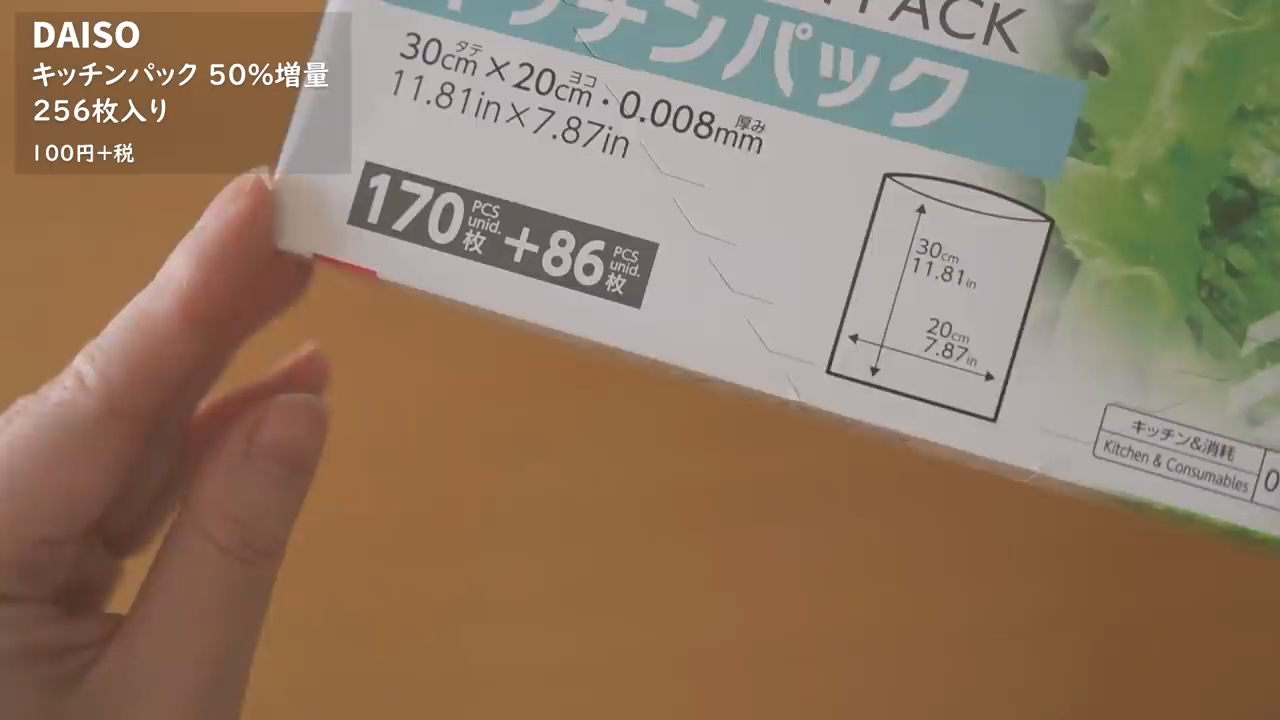 DAISO
キッチンパック 50%増量
256枚入り
100円+税
PACK
キッチンパック
30cm タテ × 20cm ヨコ ・ 0.008mm 厚み
11.81in×7.87in
170 PCS unid. 枚 +86 PCS unid. 枚
30cm
11.81in
20cm
7.87in
キッチン&消耗
Kitchen & Consumables